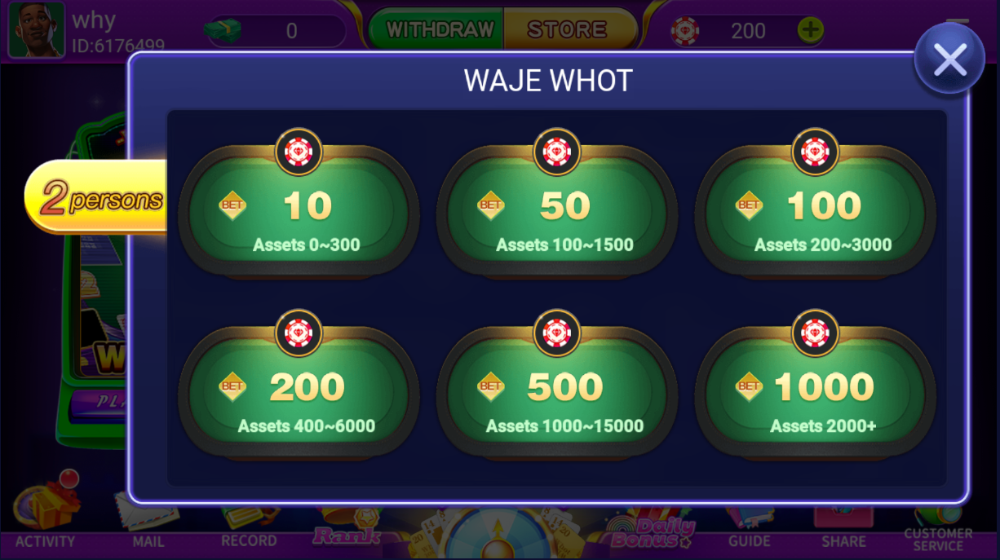 why
ID:6176499
0
WITHDRAW
STORE
200
WAJE WHOT
2 persons
BET 10
Assets 0~300
BET 50
Assets 100~1500
BET 100
Assets 200~3000
BET 200
Assets 400~6000
BET 500
Assets 1000~15000
BET 1000
Assets 2000+
ACTIVITY
MAIL
RECORD
Rank
Daily
Bonus
GUIDE
SHARE
CUSTOMER
SERVICE